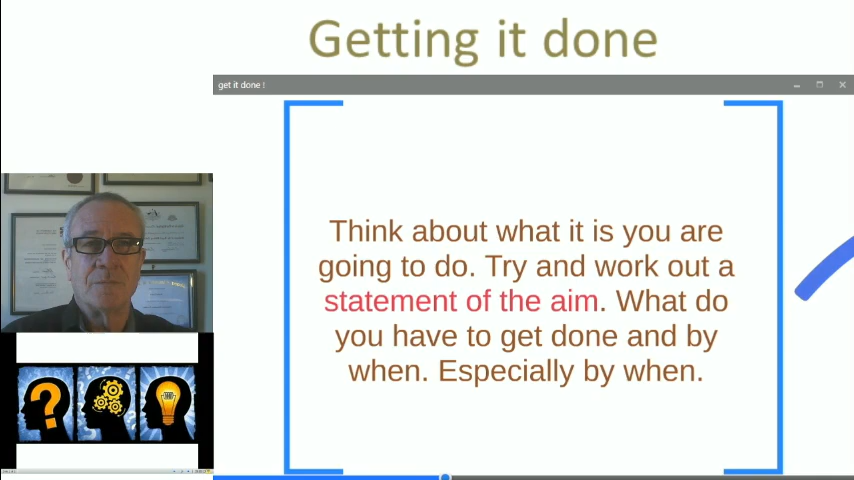 Getting it done
get it done !
Think about what it is you are
going to do. Try and work out a
statement of the aim. What do
you have to get done and by
when. Especially by when.